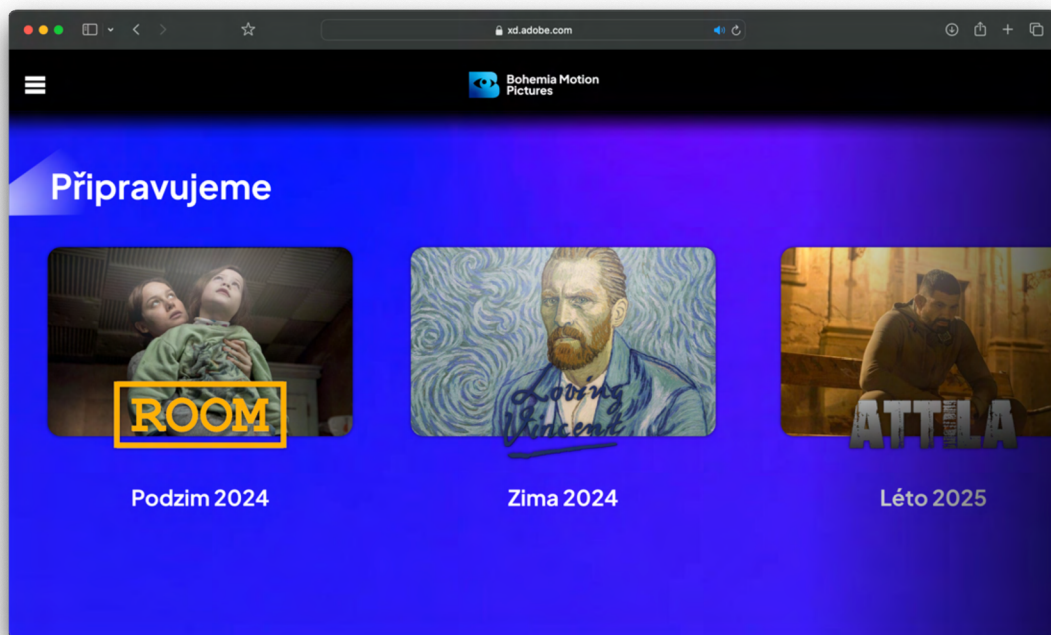 xd.adobe.com
Bohemia Motion
Pictures
Připravujeme
ROOM
Loving
Vincent
ATTILA
Podzim 2024
Zima 2024
Léto 2025